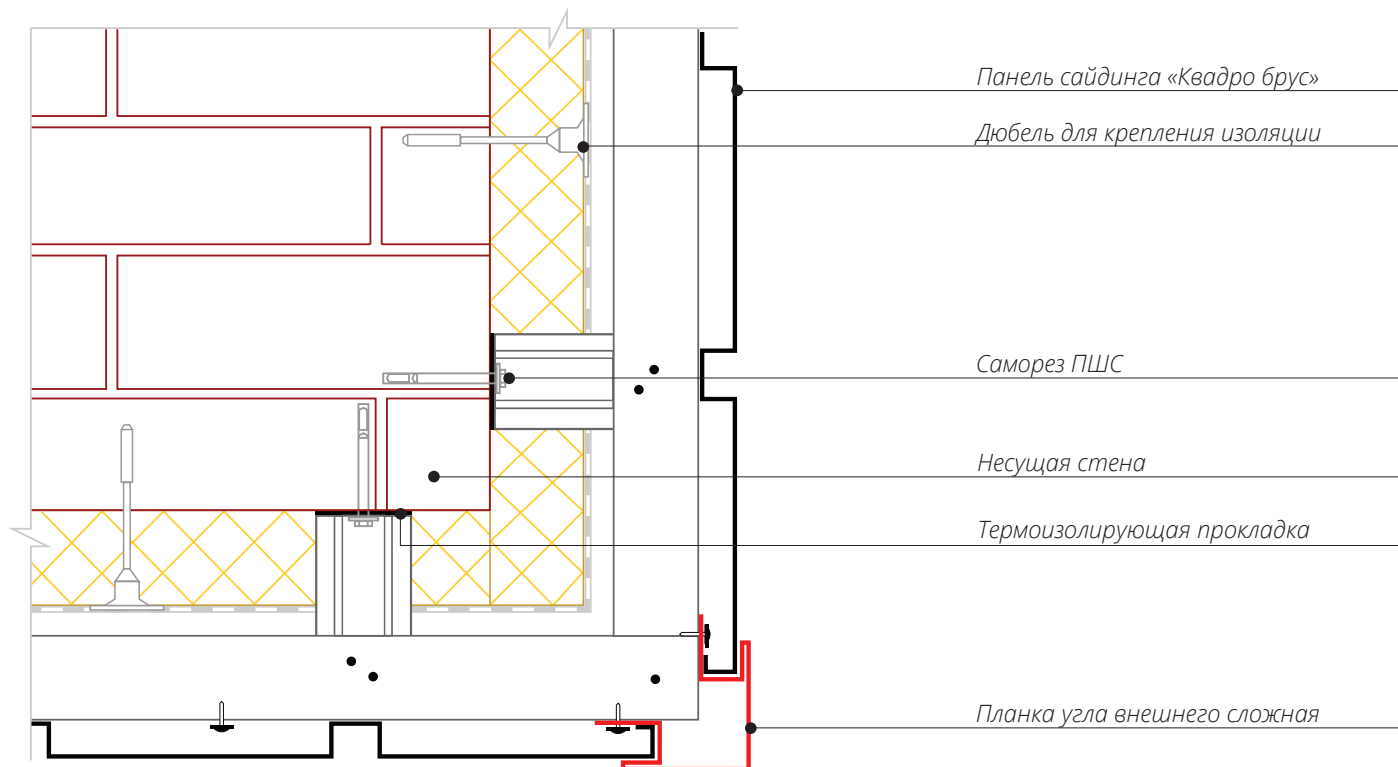 Панель сайдинга «Квадро брус»
Дюбель для крепления изоляции
Саморез ПШС
Несущая стена
Термоизолирующая прокладка
Планка угла внешнего сложная